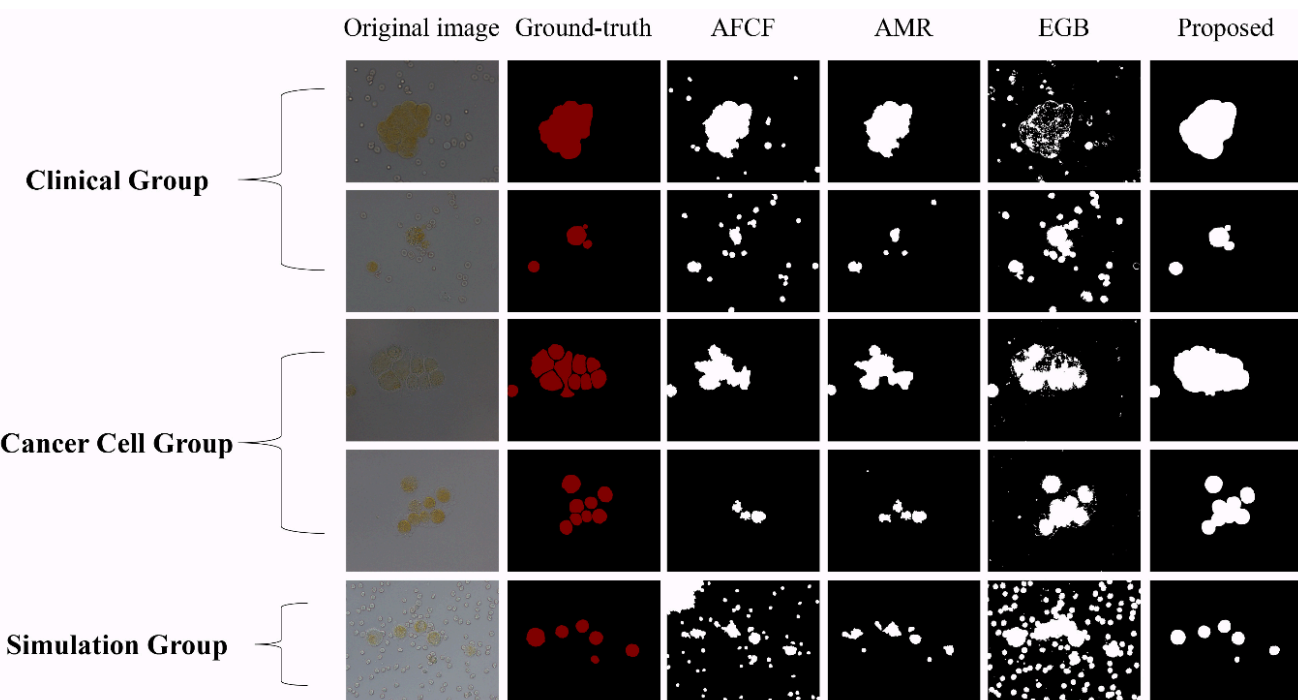 Original image Ground-truth AFCF AMR EGB Proposed
Clinical Group
Cancer Cell Group
Simulation Group